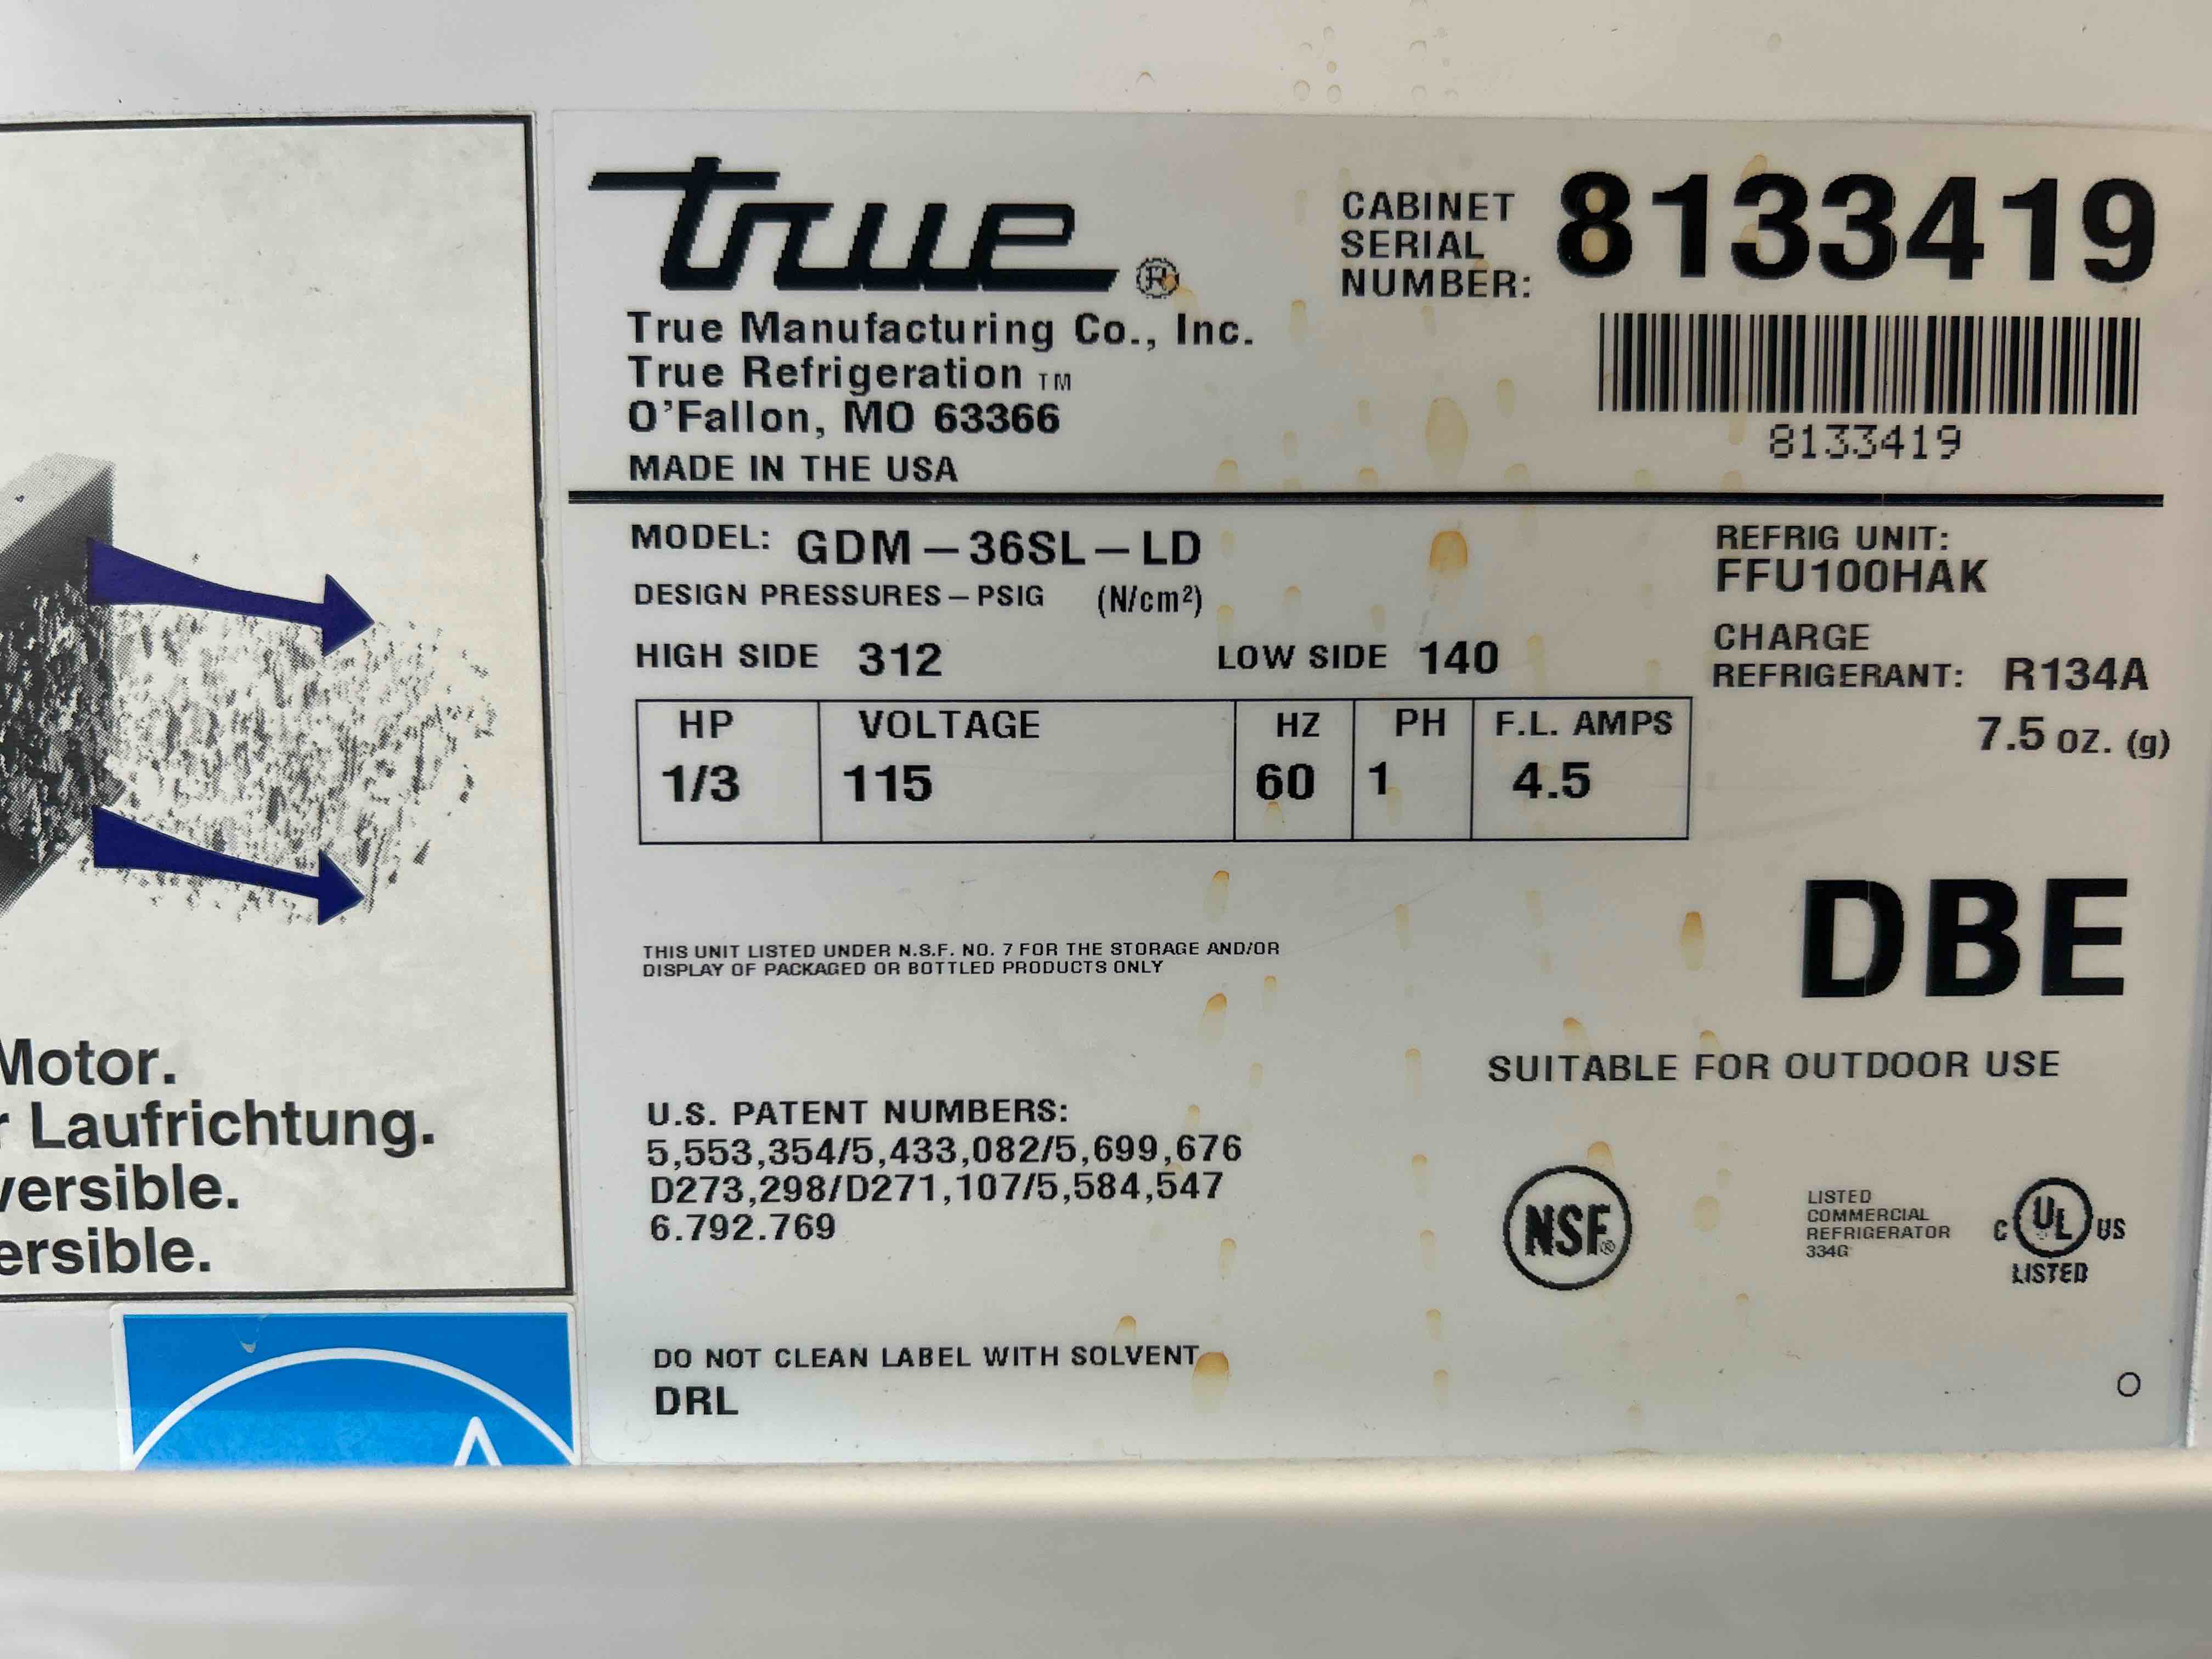 true ®
True Manufacturing Co., Inc.
True Refrigeration TM
O'Fallon, MO 63366
MADE IN THE USA
CABINET
SERIAL
NUMBER: 8133419
8133419
MODEL: GDM-36SL-LD
DESIGN PRESSURES-PSIG (N/cm²)
HIGH SIDE 312 LOW SIDE 140
REFRIG UNIT:
FFU100HAK
CHARGE
REFRIGERANT: R134A
7.5 OZ. (g)
HP VOLTAGE HZ PH F.L. AMPS
1/3 115 60 1 4.5
DBE
THIS UNIT LISTED UNDER N.S.F. NO. 7 FOR THE STORAGE AND/OR
DISPLAY OF PACKAGED OR BOTTLED PRODUCTS ONLY
SUITABLE FOR OUTDOOR USE
U.S. PATENT NUMBERS:
5,553,354/5,433,082/5,699,676
D273,298/D271,107/5,584,547
6.792.769
NSF®
LISTED
COMMERCIAL
REFRIGERATOR
334G
C UL US
LISTED
DO NOT CLEAN LABEL WITH SOLVENT
DRL
O
Motor.
r Laufrichtung.
versible.
ersible.